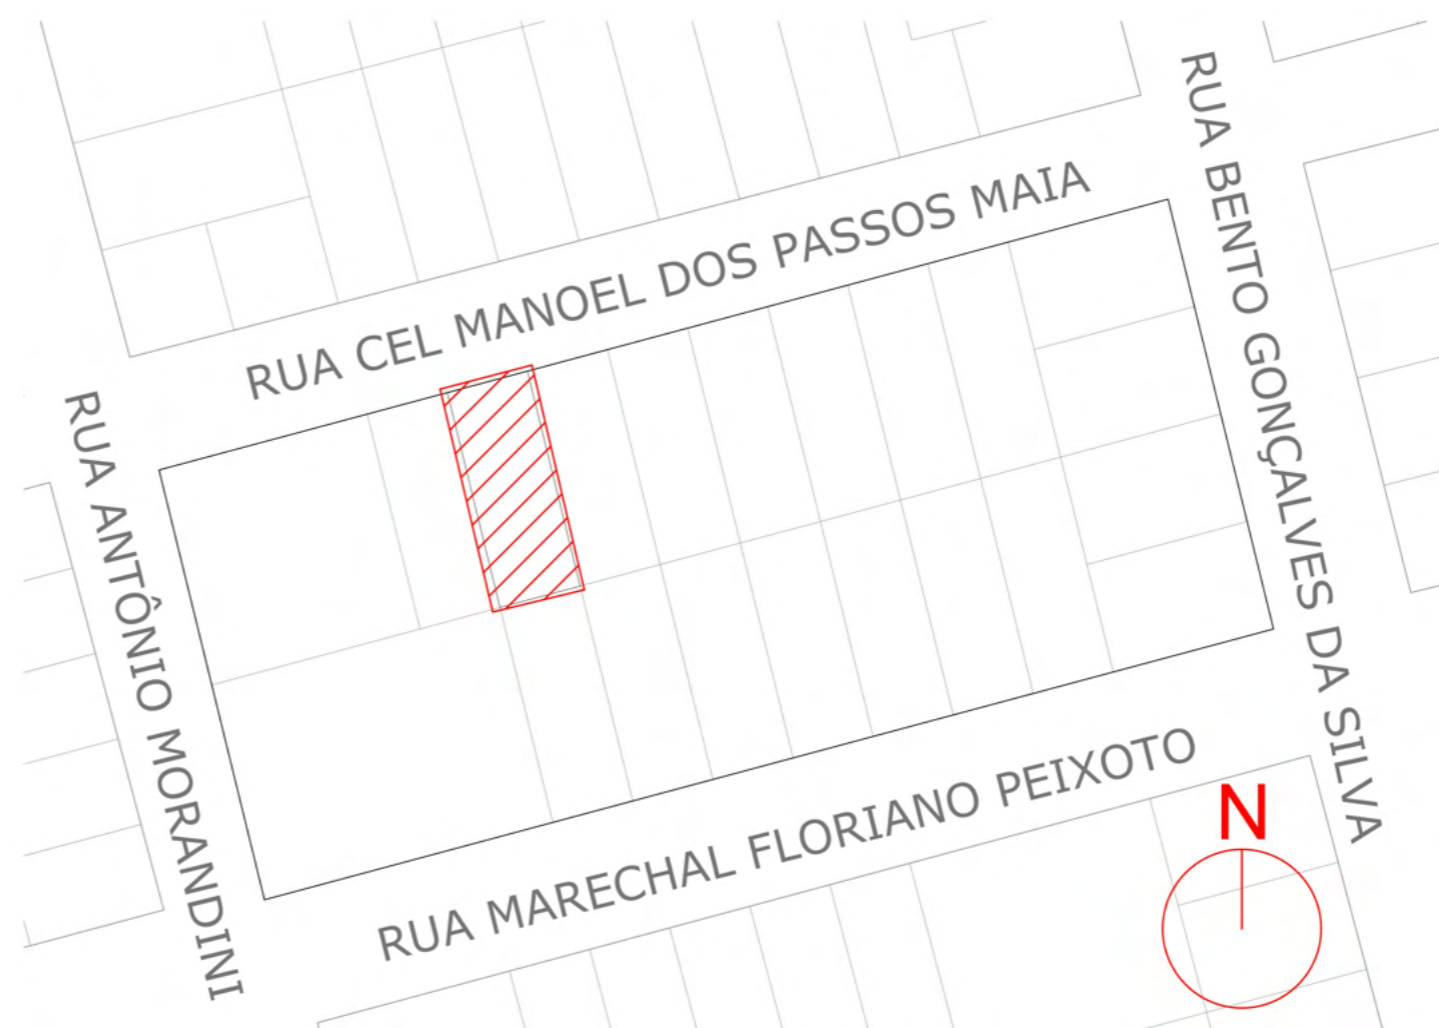 RUA BENTO GONÇALVES DA SILVA
RUA CEL MANOEL DOS PASSOS MAIA
RUA ANTÔNIO MORANDINI
RUA MARECHAL FLORIANO PEIXOTO
N